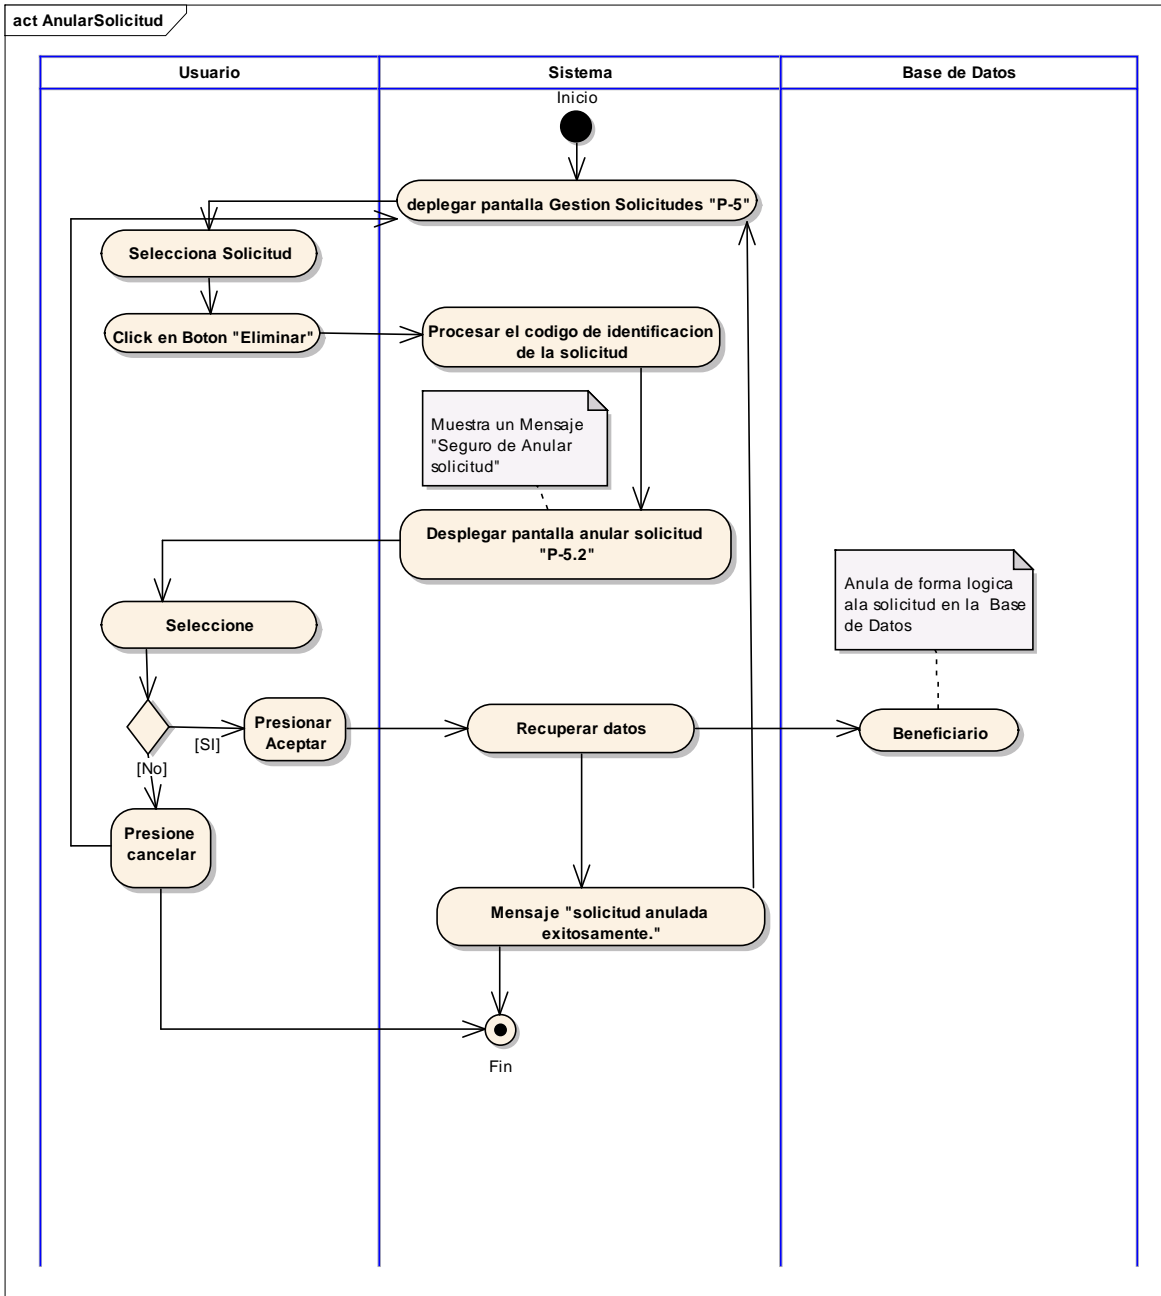 act AnularSolicitud
Usuario
Sistema
Base de Datos
Inicio
deplegar pantalla Gestion Solicitudes "P-5"
Selecciona Solicitud
Click en Boton "Eliminar"
Procesar el codigo de identificacion
de la solicitud
Muestra un Mensaje
"Seguro de Anular
solicitud"
Desplegar pantalla anular solicitud
"P-5.2"
Anula de forma logica
ala solicitud en la Base
de Datos
Seleccione
[SI]
Presionar
Aceptar
Recuperar datos
Beneficiario
[No]
Presione
cancelar
Mensaje "solicitud anulada
exitosamente."
Fin